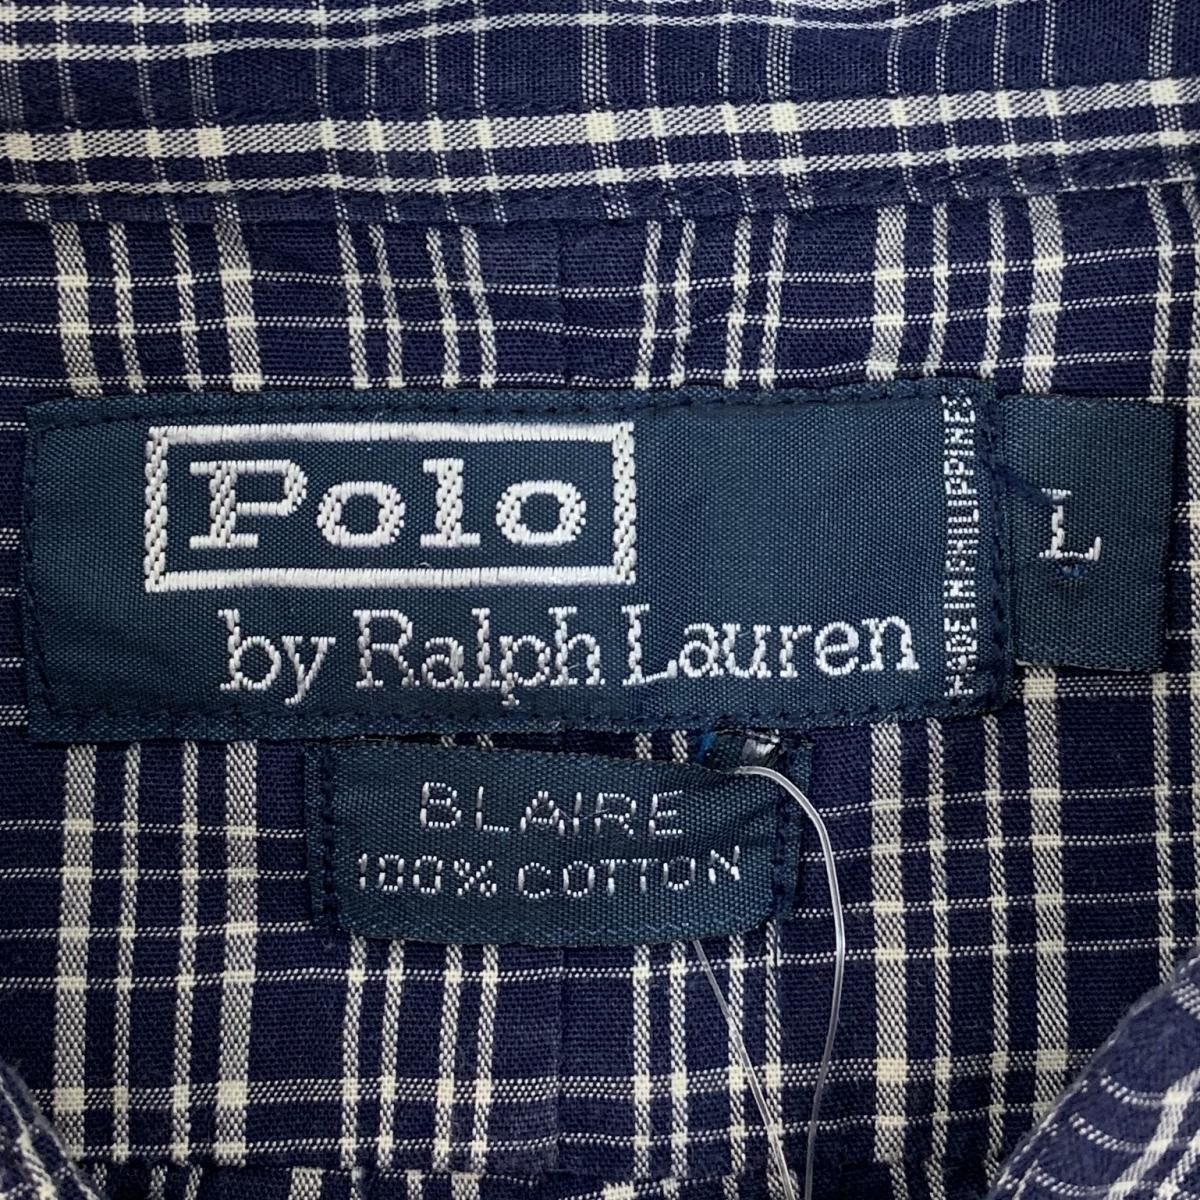 Polo
by Ralph Lauren
MADE IN PHILIPPINES
L
BLAIRE
100% COTTON